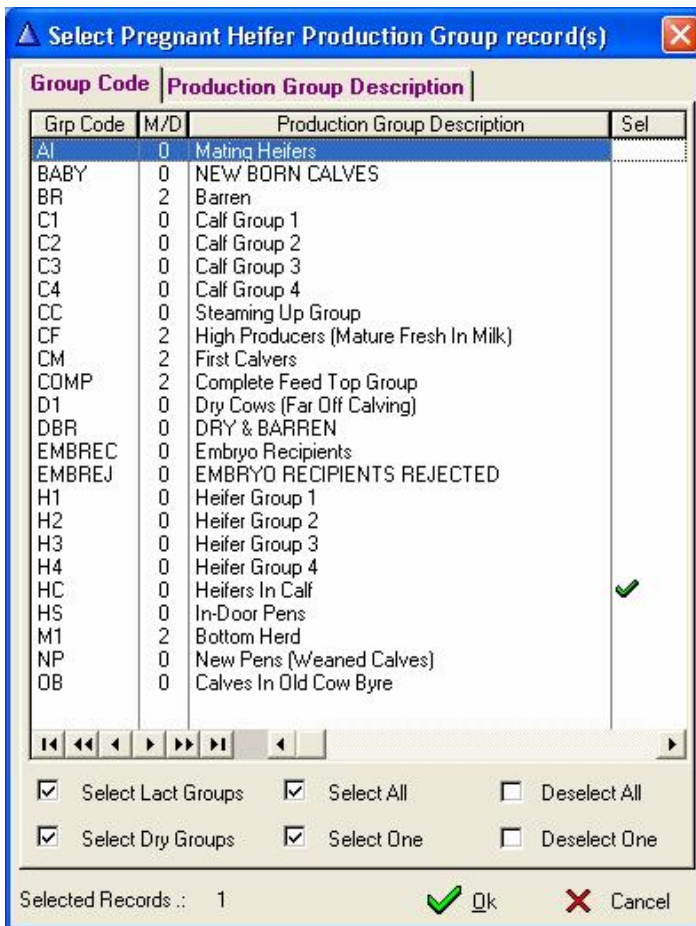 Select Pregnant Heifer Production Group record(s)
Group Code Production Group Description
Grp Code M/D Production Group Description Sel
AI 0 Mating Heifers
BABY 0 NEW BORN CALVES
BR 2 Barren
C1 0 Calf Group 1
C2 0 Calf Group 2
C3 0 Calf Group 3
C4 0 Calf Group 4
CC 0 Steaming Up Group
CF 2 High Producers (Mature Fresh In Milk)
CM 2 First Calvers
COMP 2 Complete Feed Top Group
D1 0 Dry Cows (Far Off Calving)
DBR 0 DRY & BARREN
EMBREC 0 Embryo Recipients
EMBREJ 0 EMBRYO RECIPIENTS REJECTED
H1 0 Heifer Group 1
H2 0 Heifer Group 2
H3 0 Heifer Group 3
H4 0 Heifer Group 4
HC 0 Heifers In Calf
HS 0 In-Door Pens
M1 2 Bottom Herd
NP 0 New Pens (Weaned Calves)
OB 0 Calves In Old Cow Byre
Select Lact Groups Select All Deselect All
Select Dry Groups Select One Deselect One
Selected Records .: 1 Ok Cancel